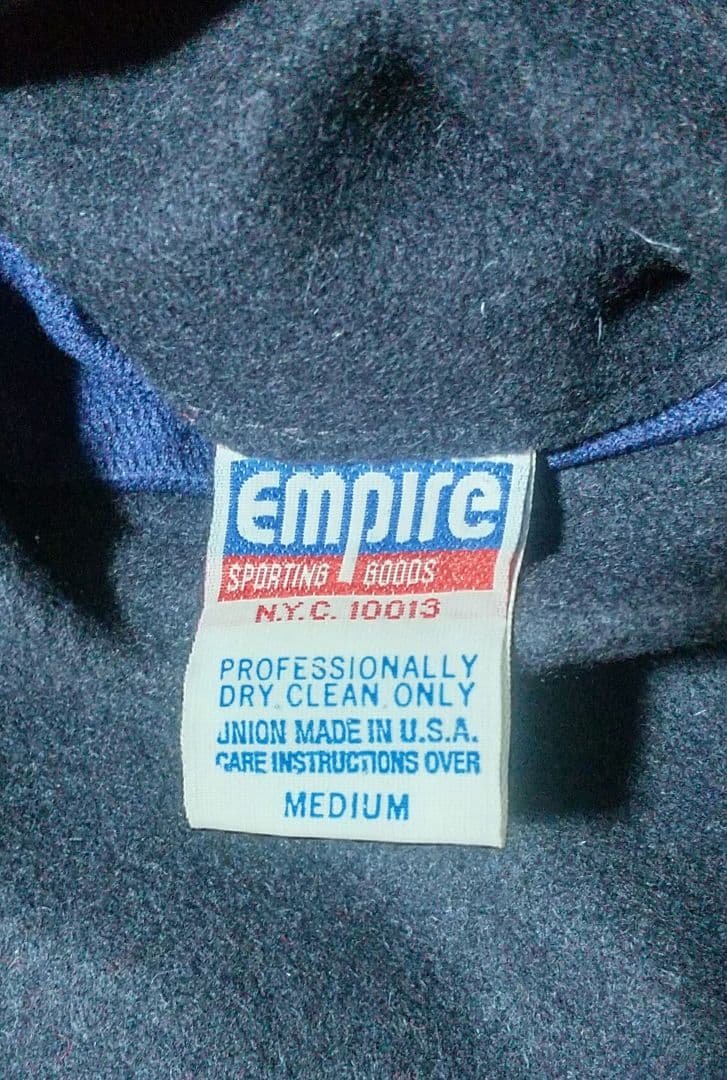 Empire
SPORTING GOODS
N.Y.C. 10013
PROFESSIONALLY
DRY CLEAN ONLY
UNION MADE IN U.S.A.
CARE INSTRUCTIONS OVER
MEDIUM